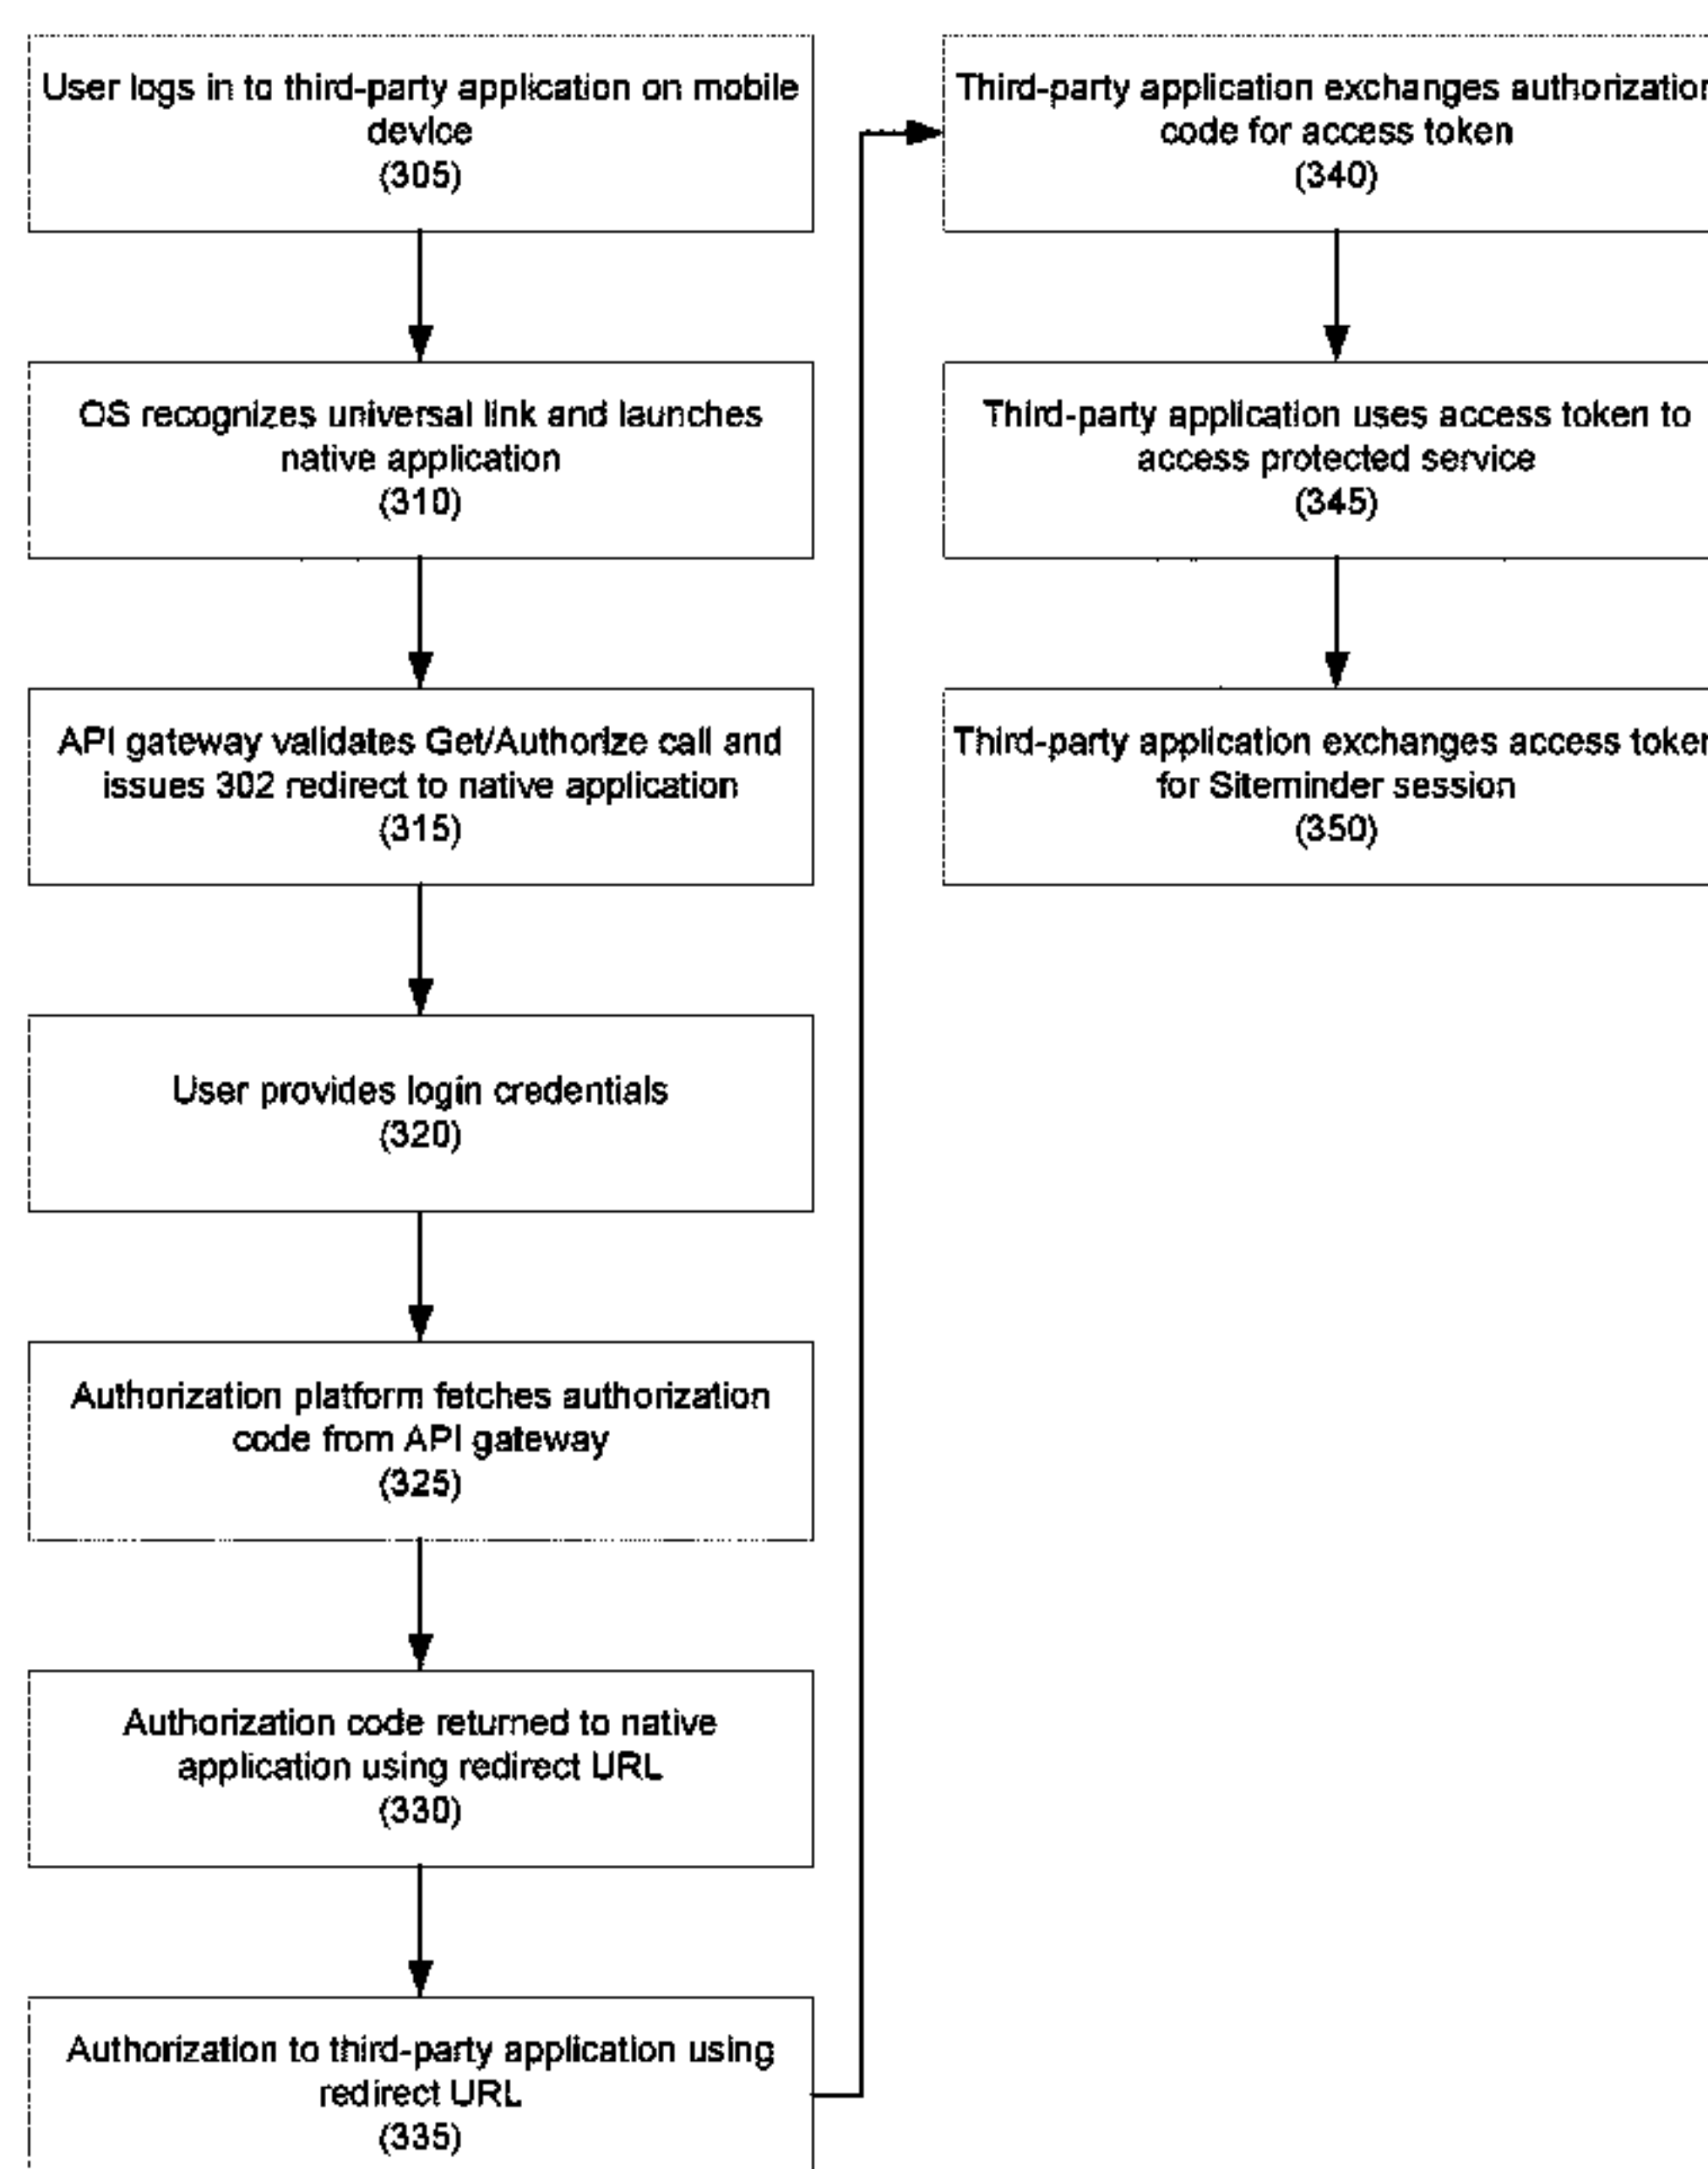 User logs in to third-party application on mobile
device
(305)
OS recognizes universal link and launches
native application
(310)
API gateway validates Get/Authorize call and
issues 302 redirect to native application
(315)
User provides login credentials
(320)
Authorization platform fetches authorization
code from API gateway
(325)
Authorization code returned to native
application using redirect URL
(330)
Authorization to third-party application using
redirect URL
(335)
Third-party application exchanges authorization
code for access token
(340)
Third-party application uses access token to
access protected service
(345)
Third-party application exchanges access token
for Siteminder session
(350)